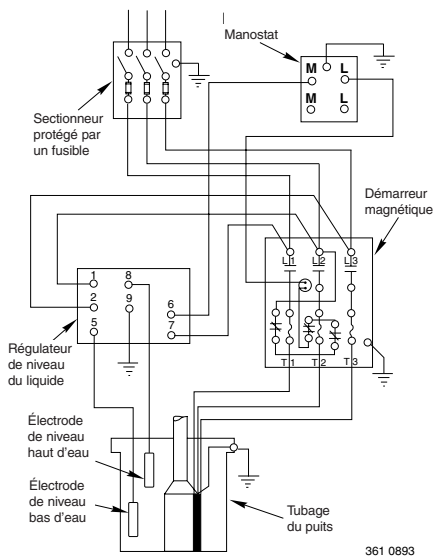 Manostat
M L
M L
Sectionneur
protégé par
un fusible
Démarreur
magnétique
L1 L2 L3
1 8
2 9
6
5 7
Régulateur
de niveau
du liquide
T1 T2 T3
Électrode
de niveau
haut d'eau
Électrode
de niveau
bas d'eau
Tubage
du puits
361 0893